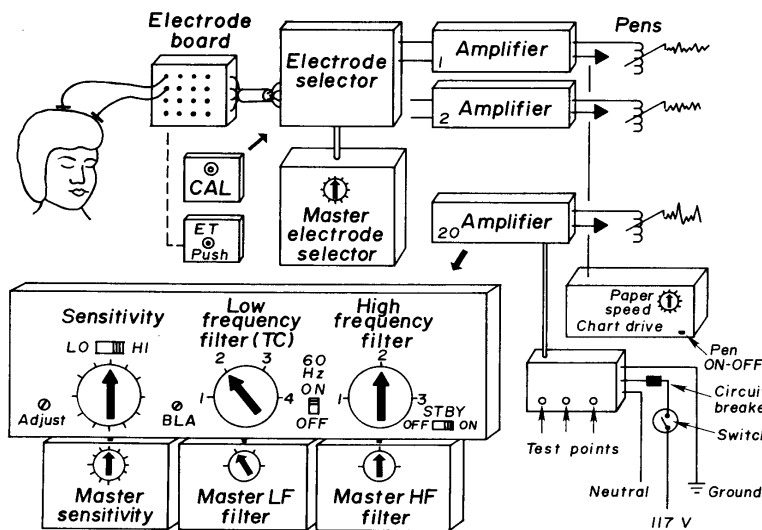 Electrode
board
Electrode
selector
Amplifier
1
Pens
Amplifier
2
CAL
ET
Push
Master
electrode
selector
Amplifier
20
Paper
speed
Chart drive
Pen
ON-OFF
Sensitivity
LO HI
Adjust
BLA
Low
frequency
filter (TC)
1 2 3 4
60
Hz
ON
OFF
High
frequency
filter
1 2 3
STBY
OFF ON
Master
sensitivity
Master LF
filter
Master HF
filter
Test points
Neutral
Circuit
breake
Switch
Ground
117 V